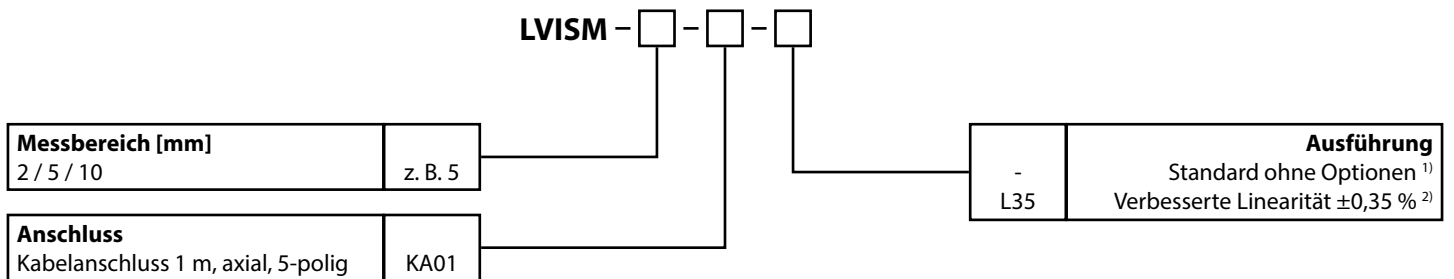 LVISM – –  –
Messbereich [mm]
2 / 5 / 10
z. B. 5
Anschluss
Kabelanschluss 1 m, axial, 5-polig
KA01
Ausführung
- Standard ohne Optionen 1)
L35 Verbesserte Linearität ±0,35 % 2)